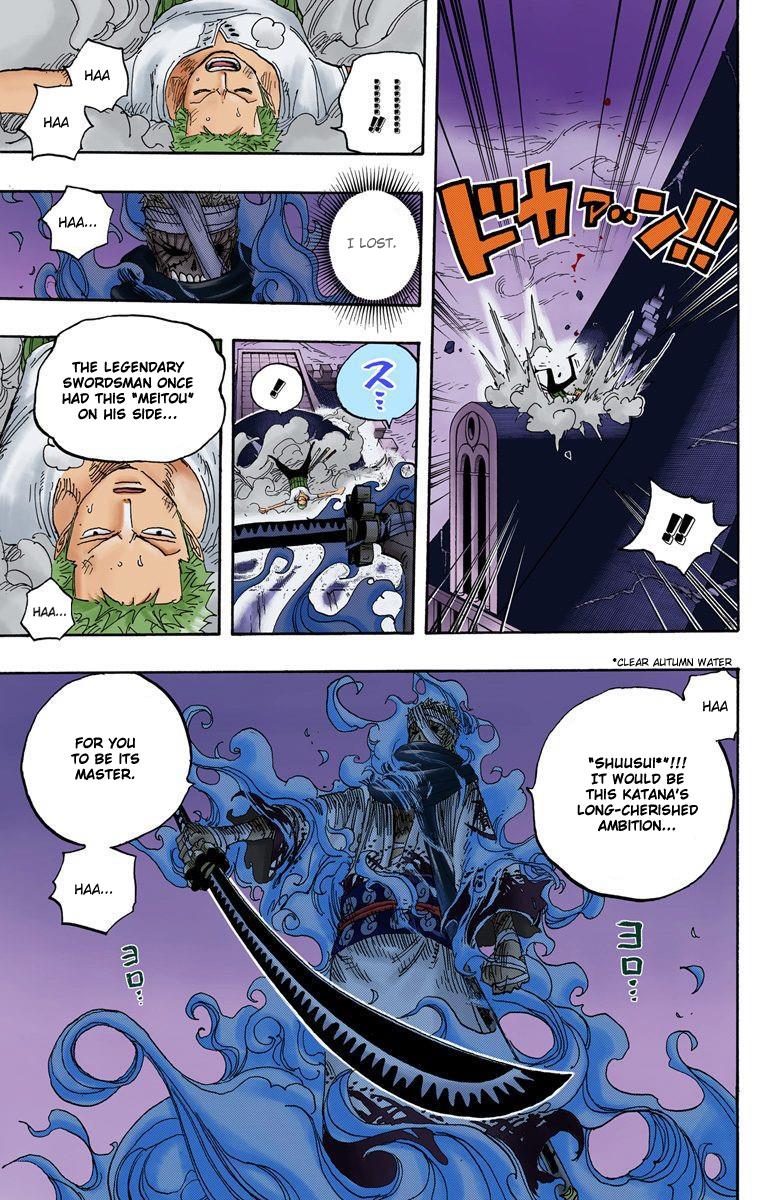 ドカァ…ン!!
!!
HAA
HAA
......!!
I LOST.
HAA...
ス…
!!
THE LEGENDARY
SWORDSMAN ONCE
HAD THIS "MEITOU"
ON HIS SIDE...
HAA...
*CLEAR AUTUMN WATER
HAA
"SHUUSUI*"!!!
IT WOULD BE
THIS KATANA'S
LONG-CHERISHED
AMBITION...
FOR YOU
TO BE ITS
MASTER.
HAA...
ヨロ…
ヨロ…